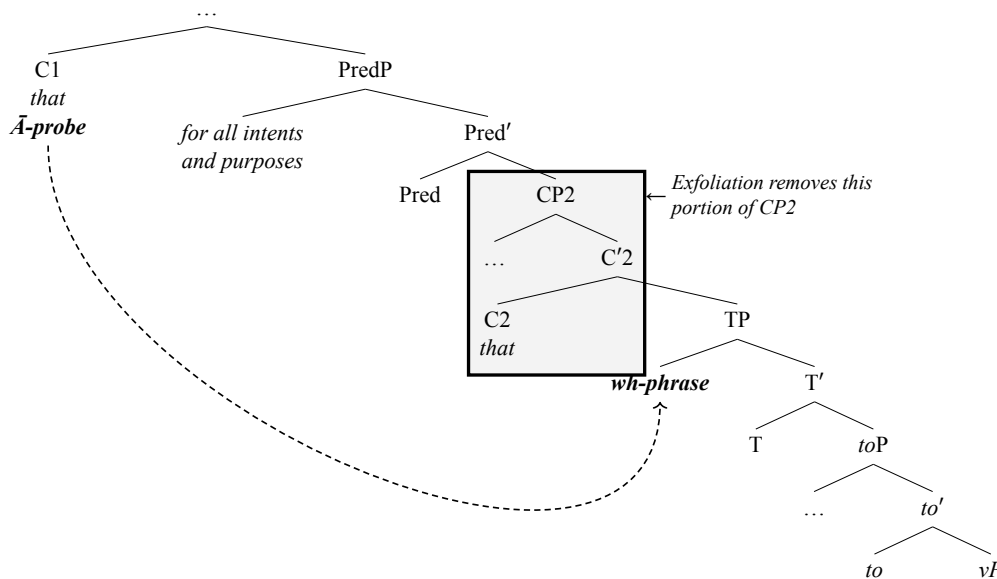 …
C1 PredP
that
Ā-probe
for all intents Pred′
and purposes
Pred CP2 ← Exfoliation removes this
portion of CP2
… C′2
C2 TP
that
wh-phrase T′
T toP
… to′
to vP